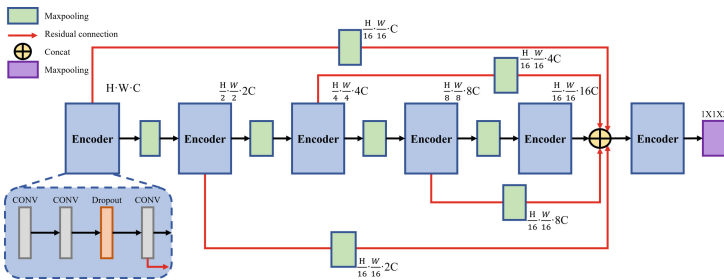 Maxpooling
Residual connection
Concat
Maxpooling
H/16·W/16·C
H/16·W/16·4C
H·W·C
H/2·W/2·2C
H/4·W/4·4C
H/8·W/8·8C
H/16·W/16·16C
1X1X
Encoder
Encoder
Encoder
Encoder
Encoder
Encoder
CONV CONV Dropout CONV
H/16·W/16·8C
H/16·W/16·2C